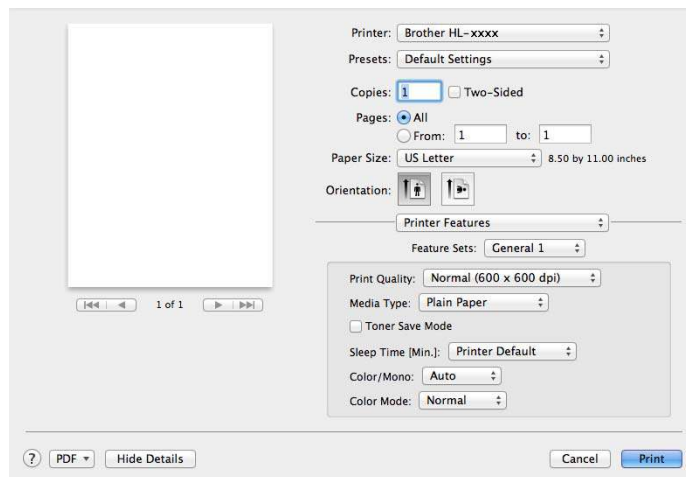 Printer: Brother HL-xxxx
Presets: Default Settings
Copies: 1 Two-Sided
Pages: All
From: 1 to: 1
Paper Size: US Letter 8.50 by 11.00 inches
Orientation:
Printer Features
Feature Sets: General 1
Print Quality: Normal (600 x 600 dpi)
Media Type: Plain Paper
Toner Save Mode
Sleep Time [Min.]: Printer Default
Color/Mono: Auto
Color Mode: Normal
1 of 1
? PDF Hide Details Cancel Print